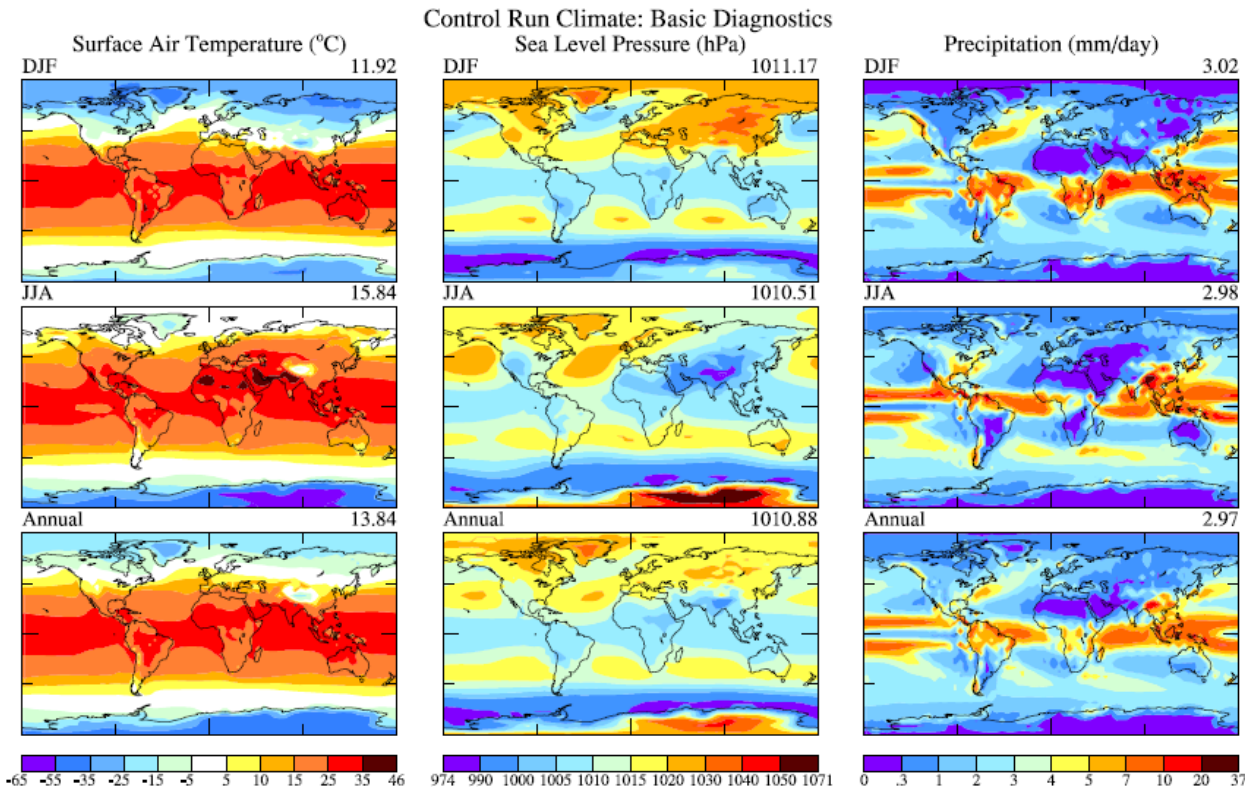 Control Run Climate: Basic Diagnostics
Surface Air Temperature (°C) Sea Level Pressure (hPa) Precipitation (mm/day)
DJF 11.92 DJF 1011.17 DJF 3.02
JJA 15.84 JJA 1010.51 JJA 2.98
Annual 13.84 Annual 1010.88 Annual 2.97
-65 -55 -35 -25 -15 -5 5 10 15 25 35 46 974 990 1000 1005 1010 1015 1020 1030 1040 1050 1071 0 .3 1 2 3 4 5 7 10 20 37